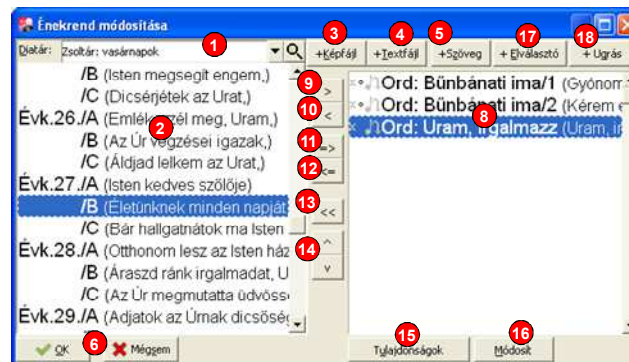 Énekrend módosítása
Diatár: Zsoltár: vasárnapok 1
3 4 5 17 18
+Képfájl +Textfájl +Szöveg + Elválasztó + Ugrás
/B (Isten megsegít engem,)
/C (Dicsérjétek az Urat,)
Évk.26./A (Emlékezzél meg, Uram,)
/B (Az Úr végzései igazak,)
/C (Áldjad lelkem az Urat,)
Évk.27./A (Isten kedves szőlője)
/B (Életünknek minden napját
/C (Bár hallgatnátok ma Isten
Évk.28./A (Otthonom lesz az Isten ház
/B (Áraszd ránk irgalmadat, U
/C (Az Úr megmutatta üdvöss
Évk.29./A (Adjatok az Úrnak dicsősé
2
9 >
10 <
11 =>
12 <=
13 <<
14 ^
v
Ord: Bűnbánati ima/1 (Gyónom
Ord: Bűnbánati ima/2 (Kérem
Ord: Uram, irgalmazz (Uram, ir
8
OK 6 Mégsem
15 16
Tulajdonságok Módosít